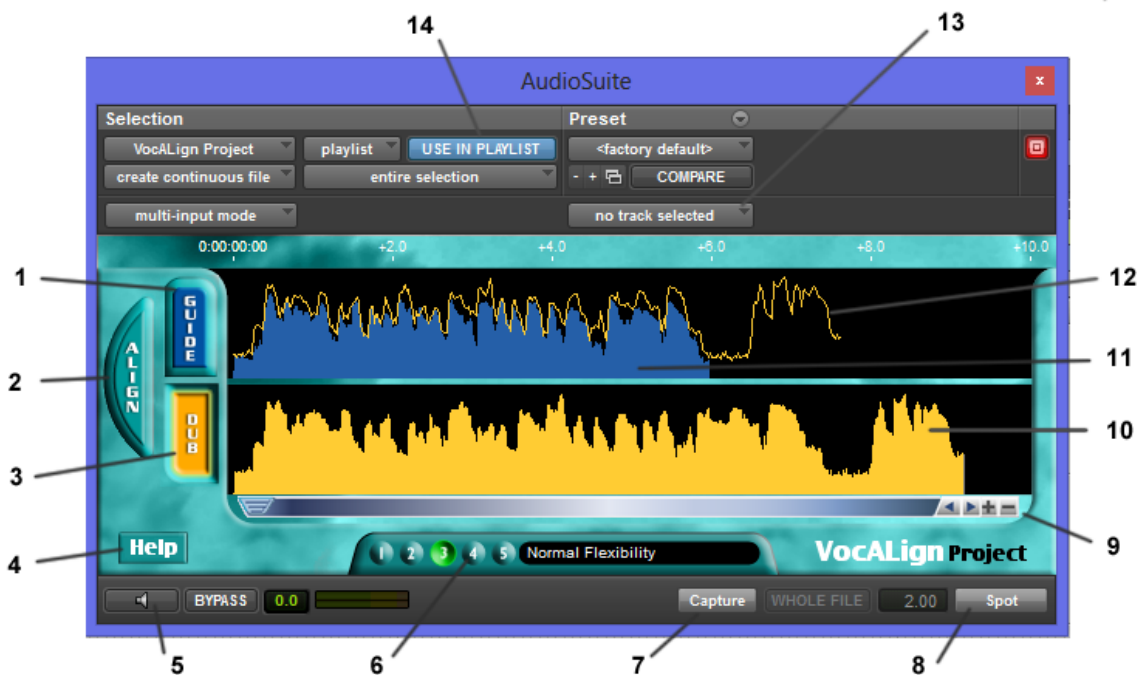 14
13
AudioSuite
x
Selection
Preset
VocALign Project
playlist
USE IN PLAYLIST
<factory default>
create continuous file
entire selection
- +
COMPARE
multi-input mode
no track selected
0:00:00:00 +2.0 +4.0 +6.0 +8.0 +10.0
1
GUIDE
12
2
ALIGN
11
3
DUB
10
4
Help
1 2 3 4 5 Normal Flexibility
VocALign Project
9
BYPASS
0.0
Capture
WHOLE FILE
2.00
Spot
5
6
7
8